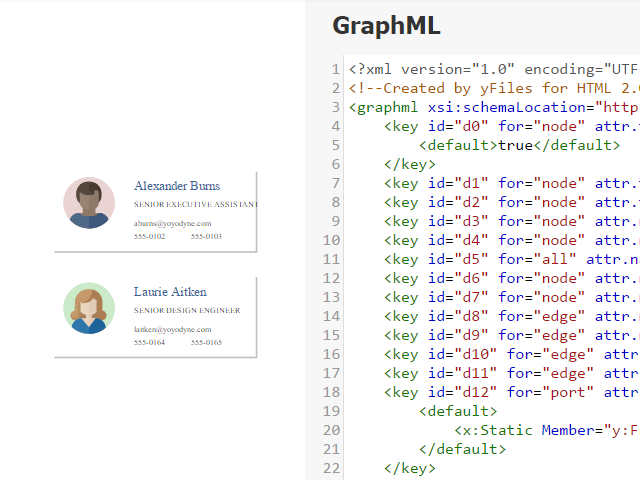 Alexander Burns
SENIOR EXECUTIVE ASSISTANT
aburns@yoyodyne.com
555-0102 555-0103
Laurie Aitken
SENIOR DESIGN ENGINEER
laitken@yoyodyne.com
555-0164 555-0165
GraphML
1 <?xml version="1.0" encoding="UTF
2 <!--Created by yFiles for HTML 2.
3 <graphml xsi:schemaLocation="http
4 <key id="d0" for="node" attr.
5 <default>true</default>
6 </key>
7 <key id="d1" for="node" attr.
8 <key id="d2" for="node" attr.
9 <key id="d3" for="node" attr.
10 <key id="d4" for="node" attr.
11 <key id="d5" for="all" attr.na
12 <key id="d6" for="node" attr.
13 <key id="d7" for="node" attr.
14 <key id="d8" for="edge" attr.
15 <key id="d9" for="edge" attr.
16 <key id="d10" for="edge" attr
17 <key id="d11" for="edge" attr
18 <key id="d12" for="port" attr
19 <default>
20 <x:Static Member="y:F
21 </default>
22 </key>